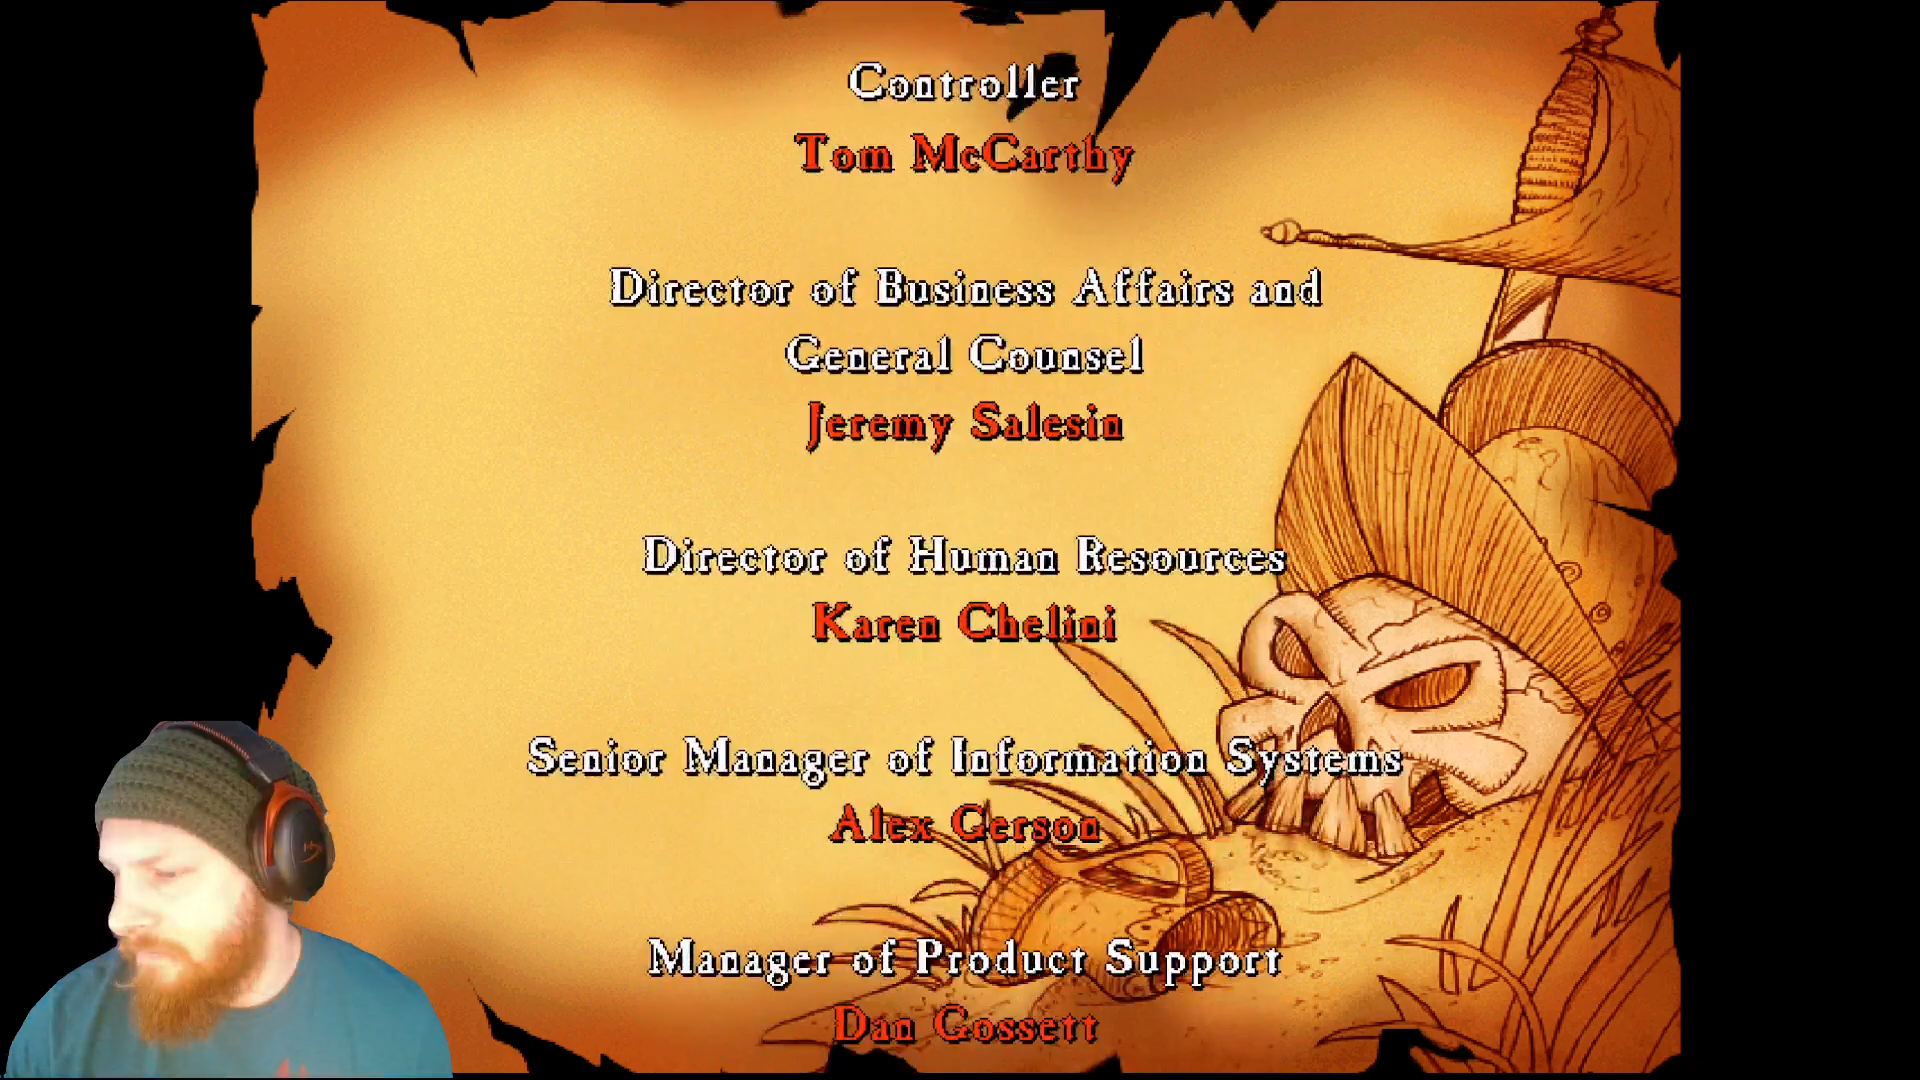 Controller
Tom McCarthy
Director of Business Affairs and
General Counsel
Jeremy Salesin
Director of Human Resources
Karen Chelini
Senior Manager of Information Systems
Alex Gerson
Manager of Product Support
Dan Gossett